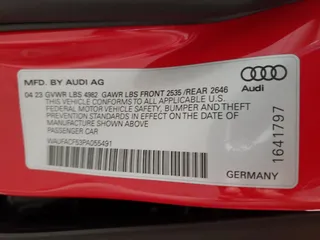 MFD. BY AUDI AG
04 23 GVWR LBS 4982 GAWR LBS FRONT 2535 /REAR 2646
THIS VEHICLE CONFORMS TO ALL APPLICABLE U.S.
FEDERAL MOTOR VEHICLE SAFETY, BUMPER AND THEFT
PREVENTION STANDARDS IN EFFECT ON THE DATE OF
MANUFACTURE SHOWN ABOVE
PASSENGER CAR
WAUFACF53PA055491
Audi
1641797
GERMANY